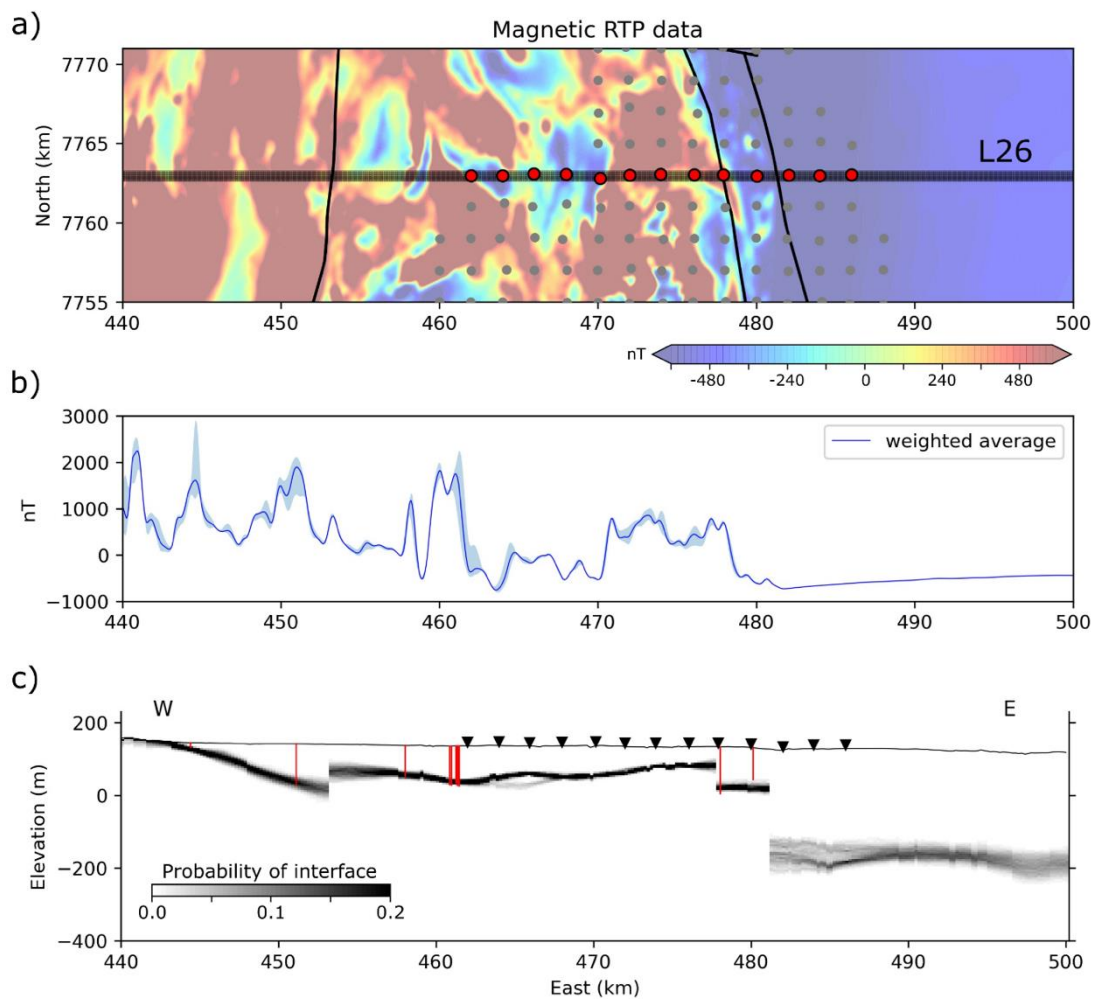 a)
Magnetic RTP data
7770
7765
7760
7755
North (km)
L26
440 450 460 470 480 490 500
nT
-480 -240 0 240 480
b)
3000
2000
1000
0
−1000
nT
weighted average
440 450 460 470 480 490 500
c)
W E
200
0
−200
−400
Elevation (m)
Probability of interface
0.0 0.1 0.2
440 450 460 470 480 490 500
East (km)